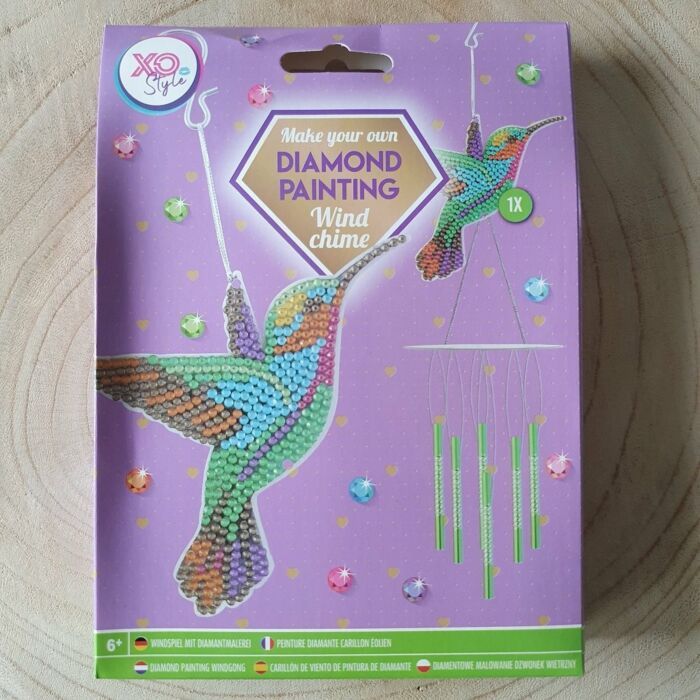 XO
Style
Make your own
DIAMOND
PAINTING
Wind
chime
1X
6+
WINDSPIEL MIT DIAMANTMALEREI
PEINTURE DIAMANTE CARILLON ÉOLIEN
DIAMOND PAINTING WINDGONG
CARILLÓN DE VIENTO DE PINTURA DE DIAMANTE
DIAMENTOWE MALOWANIE DZWONEK WIETRZNY